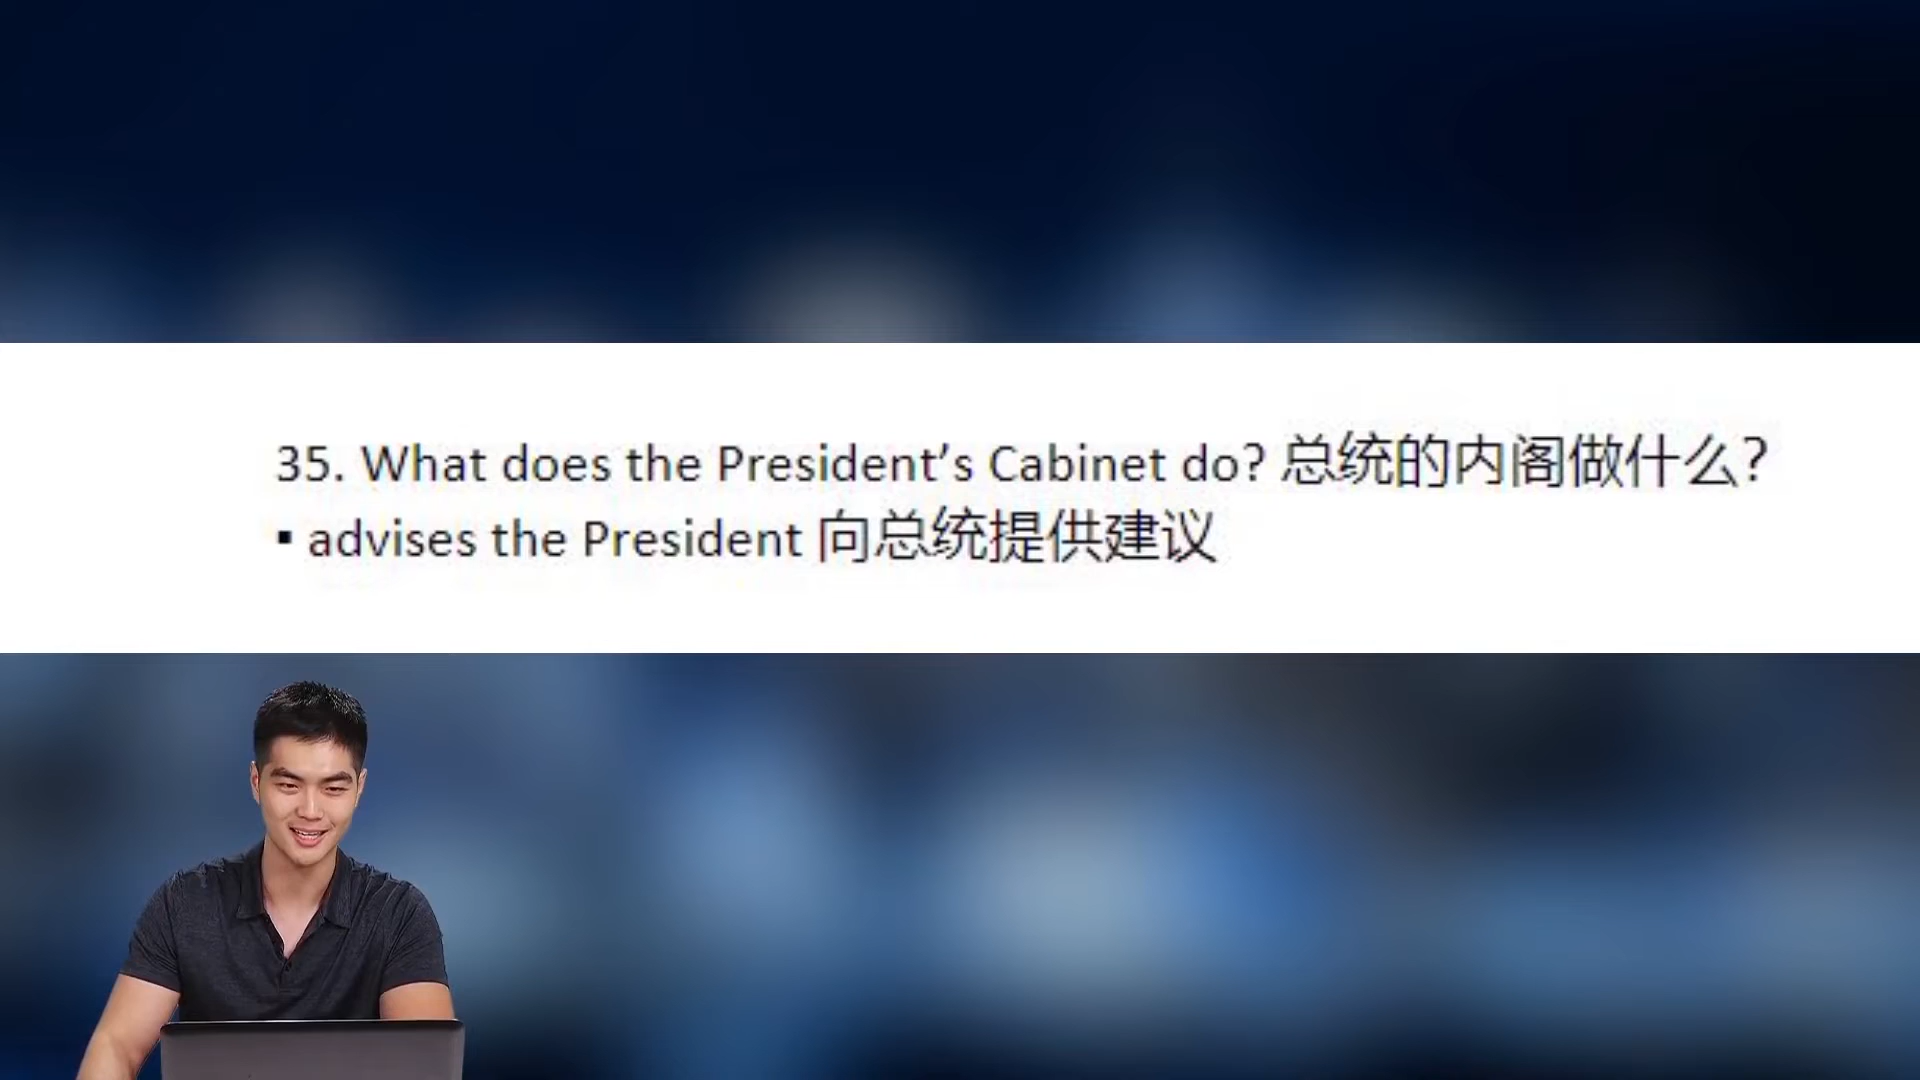 35. What does the President’s Cabinet do? 总统的内阁做什么?
▪ advises the President 向总统提供建议